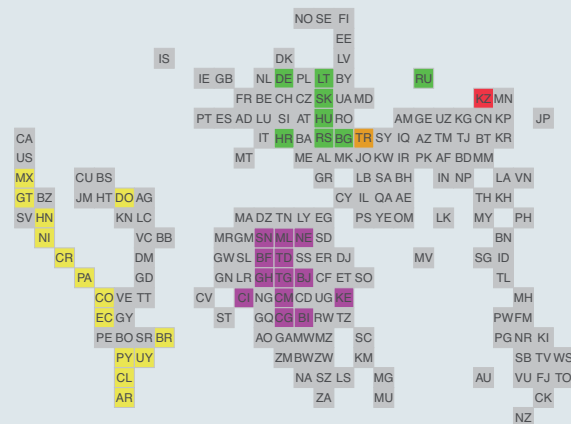 NO SE FI
EE
IS DK LV
IE GB NL DE PL LT BY RU
FR BE CH CZ SK UA MD KZ MN
PT ES AD LU SI AT HU RO AM GE UZ KG CN KP JP
CA IT HR BA RS BG TR SY IQ AZ TM TJ BT KR
US MT ME AL MK JO KW IR PK AF BD MM
MX CU BS GR LB SA BH IN NP LA VN
GT BZ JM HT DO AG CY IL QA AE TH KH
SV HN KN LC MA DZ TN LY EG PS YE OM LK MY PH
NI VC BB MR GM SN ML NE SD BN
CR DM GW SL BF TD SS ER DJ MV SG ID
PA GD GN LR GH TG BJ CF ET SO TL
CO VE TT CV CI NG CM CD UG KE MH
EC GY ST GQ CG BI RW TZ PW FM
PE BO SR BR AO GA MW MZ SC PG NR KI
PY UY ZM BW ZW KM SB TV WS
CL NA SZ LS MG AU VU FJ TO
AR ZA MU CK
NZ